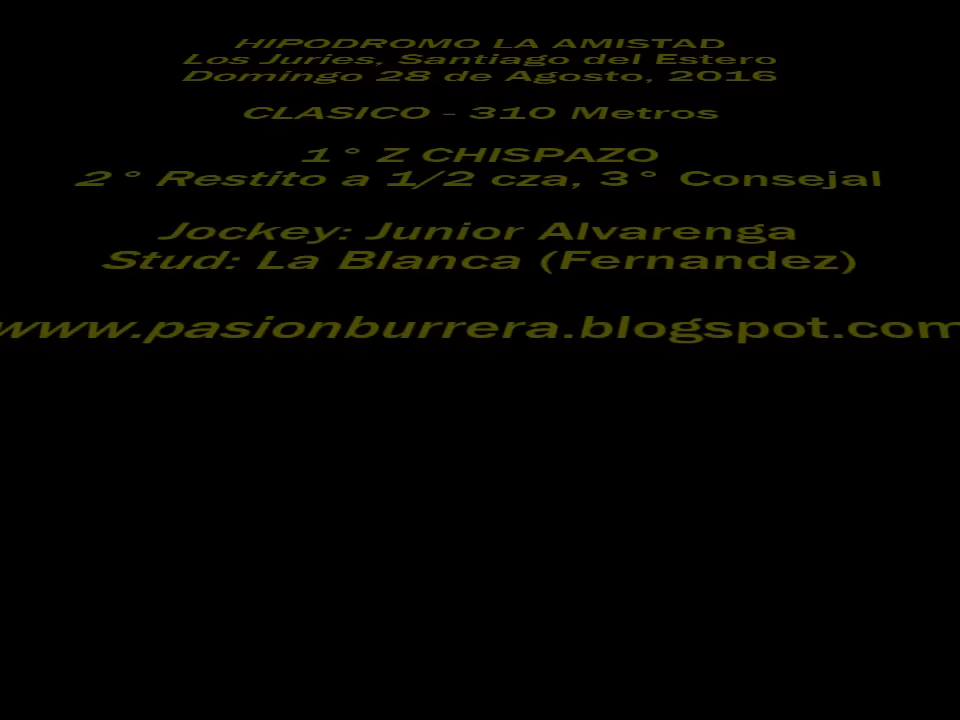 HIPODROMO LA AMISTAD
Los Juries, Santiago del Estero
Domingo 28 de Agosto, 2016
CLASICO - 310 Metros
1° Z CHISPAZO
2° Restito a 1/2 cza, 3° Consejal
Jockey: Junior Alvarenga
Stud: La Blanca (Fernandez)
www.pasionburrera.blogspot.com